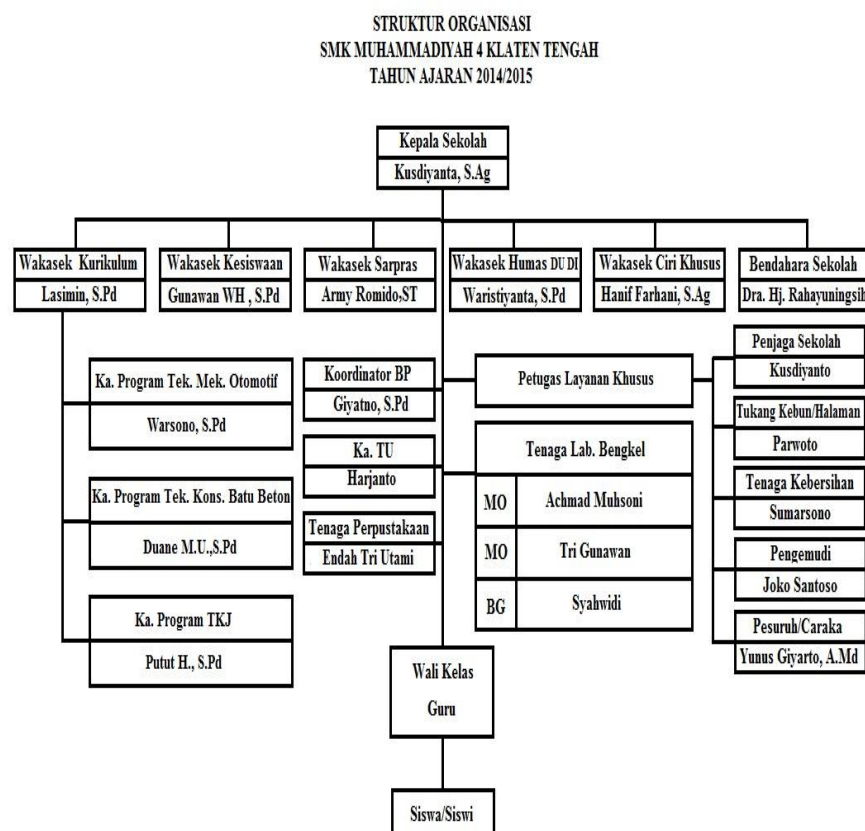 STRUKTUR ORGANISASI
SMK MUHAMMADIYAH 4 KLATEN TENGAH
TAHUN AJARAN 2014/2015
Kepala Sekolah
Kusdiyanta, S.Ag
Wakasek Kurikulum
Lasimin, S.Pd
Wakasek Kesiswaan
Gunawan WH , S.Pd
Wakasek Sarpras
Army Romido,ST
Wakasek Humas DU DI
Waristiyanta, S.Pd
Wakasek Ciri Khusus
Hanif Farhani, S.Ag
Bendahara Sekolah
Dra. Hj. Rahayuningsih
Ka. Program Tek. Mek. Otomotif
Warsono, S.Pd
Ka. Program Tek. Kons. Batu Beton
Duane M.U.,S.Pd
Ka. Program TKJ
Putut H., S.Pd
Koordinator BP
Giyatno, S.Pd
Ka. TU
Harjanto
Tenaga Perpustakaan
Endah Tri Utami
Petugas Layanan Khusus
Tenaga Lab. Bengkel
MO Achmad Muhsoni
MO Tri Gunawan
BG Syahwidi
Penjaga Sekolah
Kusdiyanto
Tukang Kebun/Halaman
Parwoto
Tenaga Kebersihan
Sumarsono
Pengemudi
Joko Santoso
Pesuruh/Caraka
Yunus Giyarto, A.Md
Wali Kelas
Guru
Siswa/Siswi